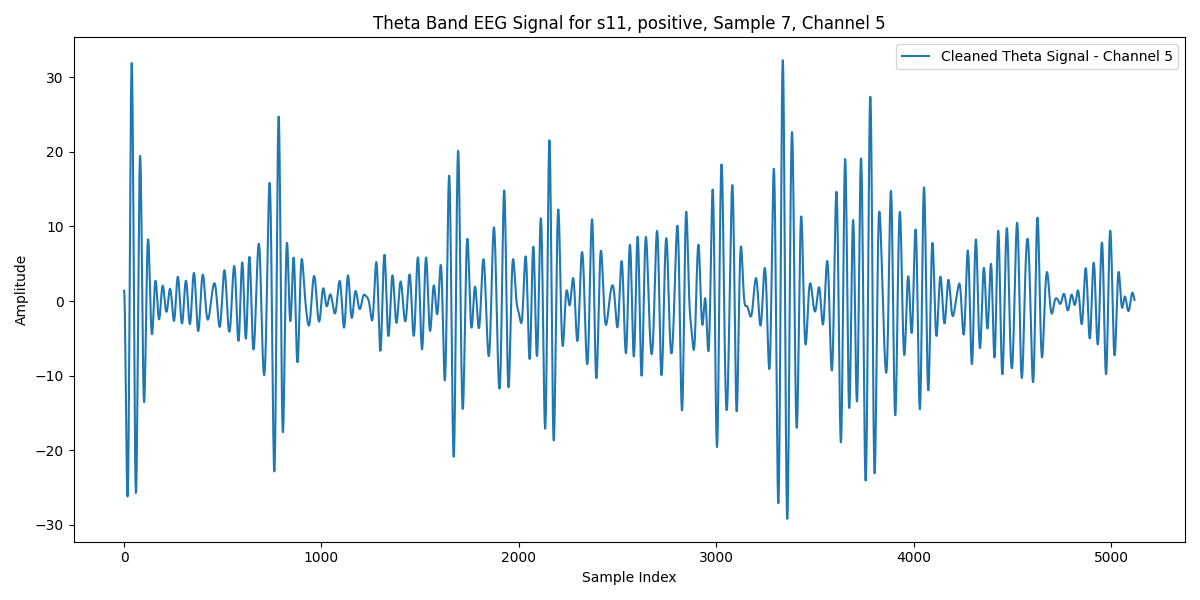 Theta Band EEG Signal for s11, positive, Sample 7, Channel 5
Cleaned Theta Signal - Channel 5
Amplitude
30
20
10
0
−10
−20
−30
0 1000 2000 3000 4000 5000
Sample Index